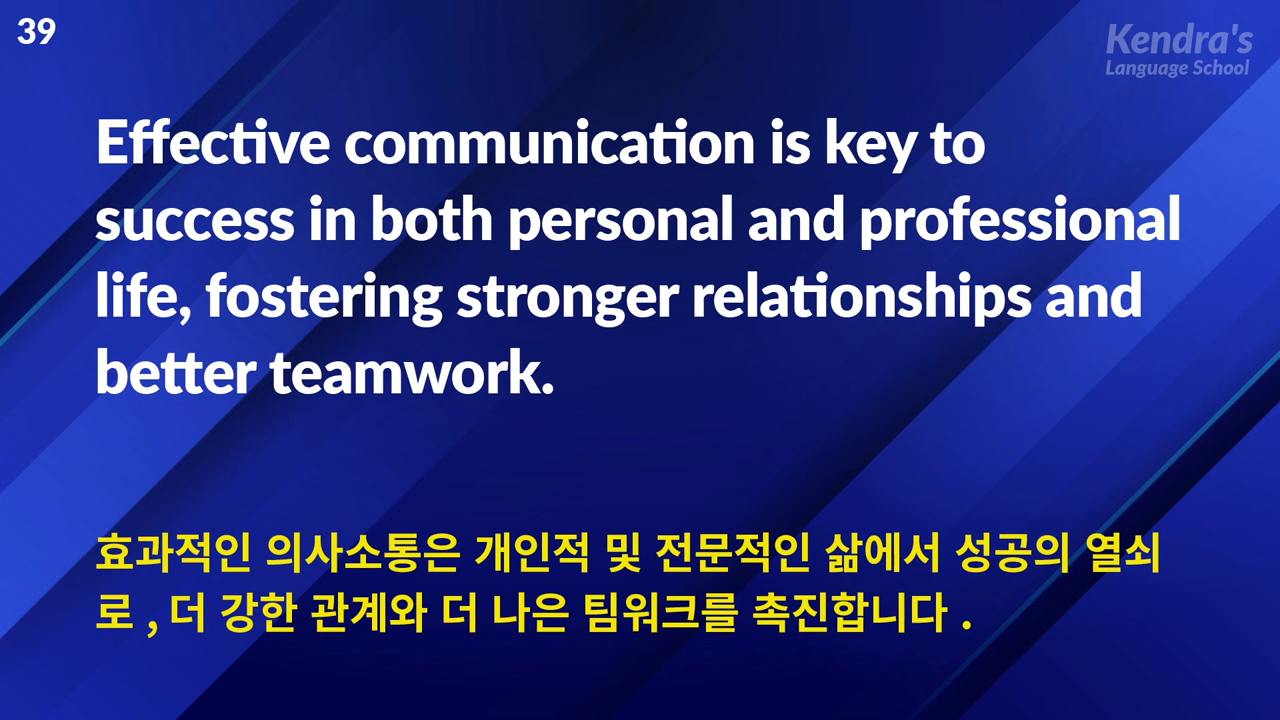 39
Kendra's
Language School
Effective communication is key to
success in both personal and professional
life, fostering stronger relationships and
better teamwork.
효과적인 의사소통은 개인적 및 전문적인 삶에서 성공의 열쇠
로 , 더 강한 관계와 더 나은 팀워크를 촉진합니다 .